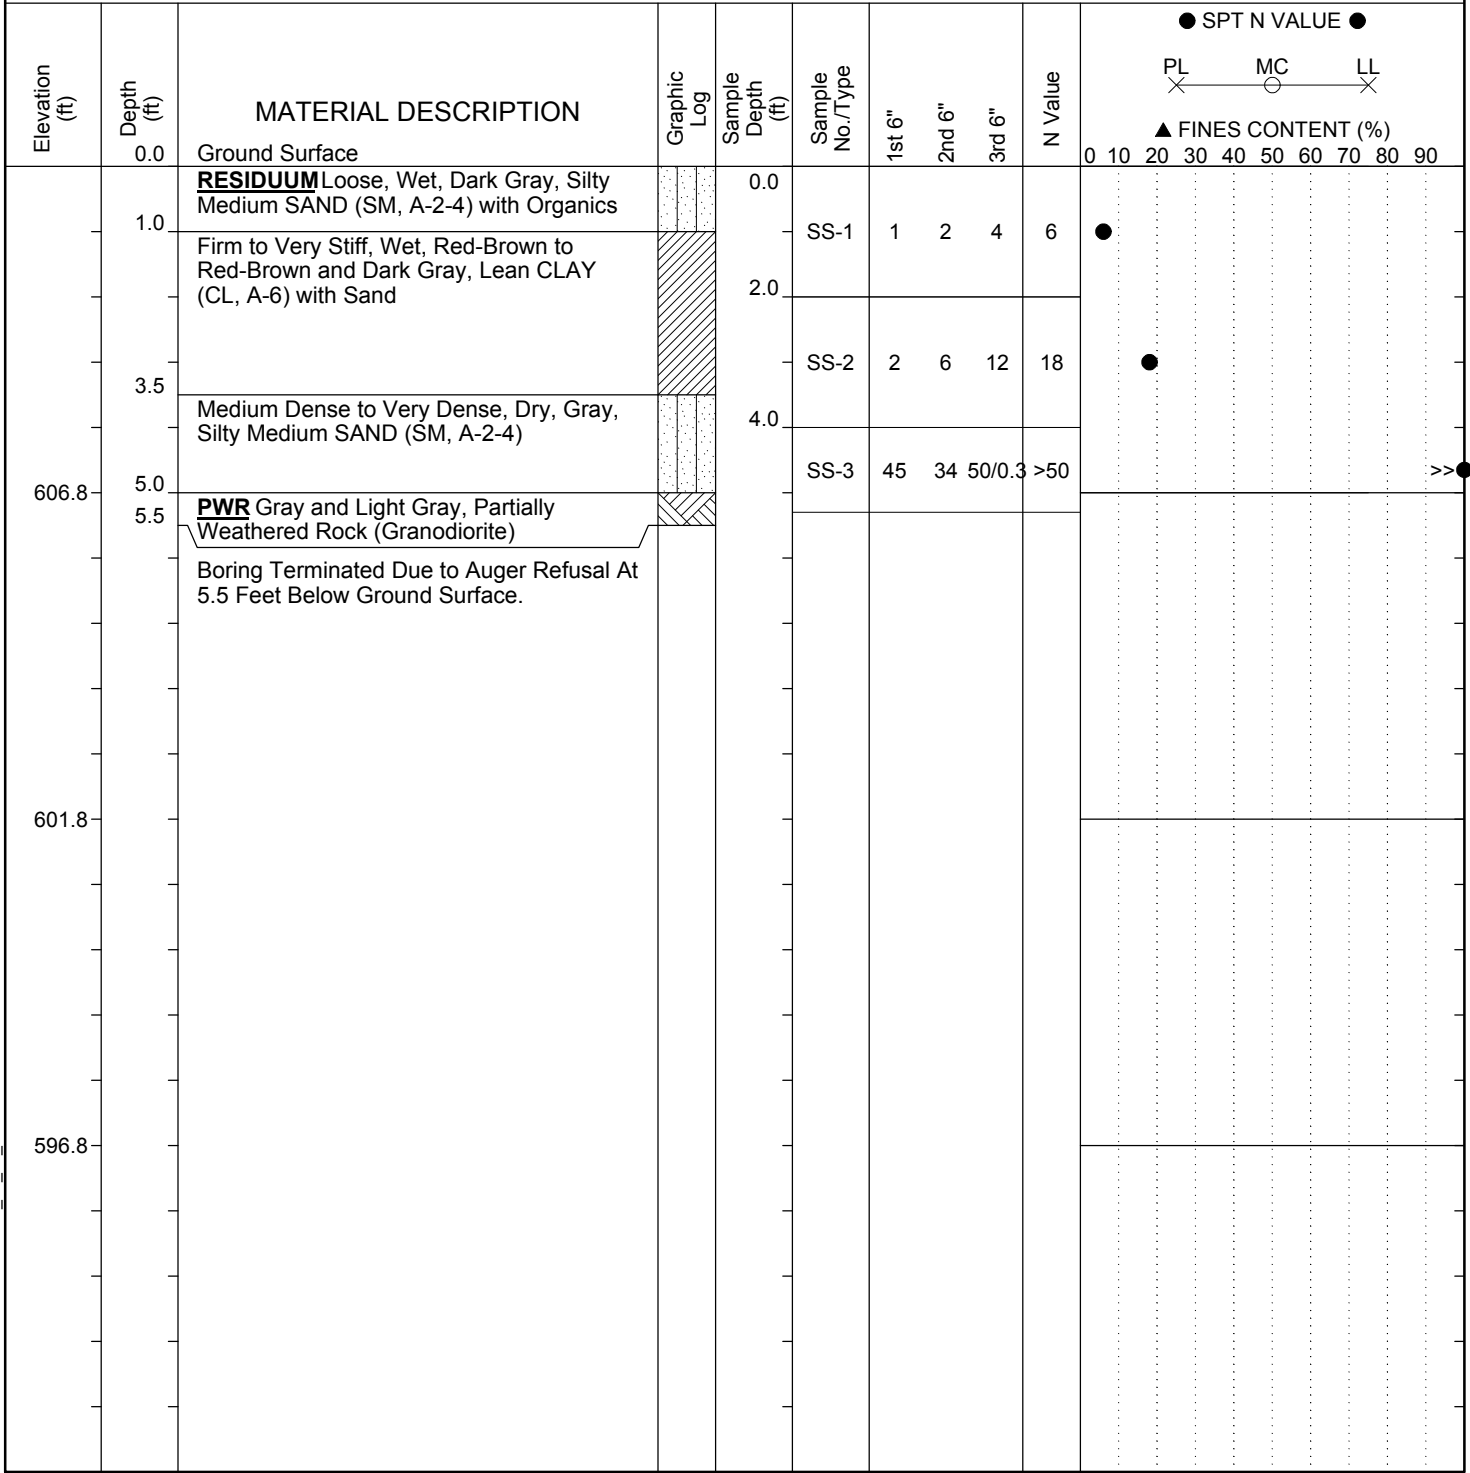 ● SPT N VALUE ●
PL MC LL
▲ FINES CONTENT (%)
0 10 20 30 40 50 60 70 80 90
Elevation
(ft)
Depth
(ft)
MATERIAL DESCRIPTION
Graphic
Log
Sample
Depth
(ft)
Sample
No./Type
1st 6"
2nd 6"
3rd 6"
N Value
0.0 Ground Surface
RESIDUUM Loose, Wet, Dark Gray, Silty
Medium SAND (SM, A-2-4) with Organics
0.0
1.0
SS-1 1 2 4 6
Firm to Very Stiff, Wet, Red-Brown to
Red-Brown and Dark Gray, Lean CLAY
(CL, A-6) with Sand
2.0
SS-2 2 6 12 18
3.5
Medium Dense to Very Dense, Dry, Gray,
Silty Medium SAND (SM, A-2-4)
4.0
SS-3 45 34 50/0.3 >50 >>●
606.8 5.0
5.5
PWR Gray and Light Gray, Partially
Weathered Rock (Granodiorite)
Boring Terminated Due to Auger Refusal At
5.5 Feet Below Ground Surface.
601.8
596.8